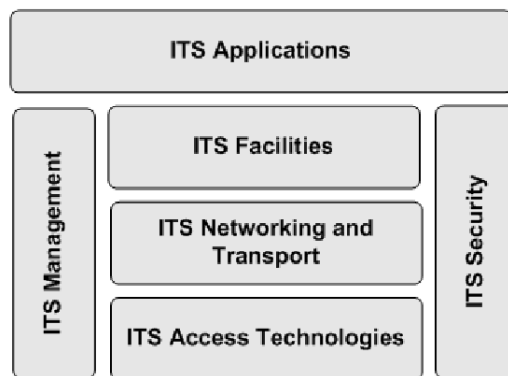 ITS Applications
ITS Management
ITS Facilities
ITS Networking and
Transport
ITS Access Technologies
ITS Security